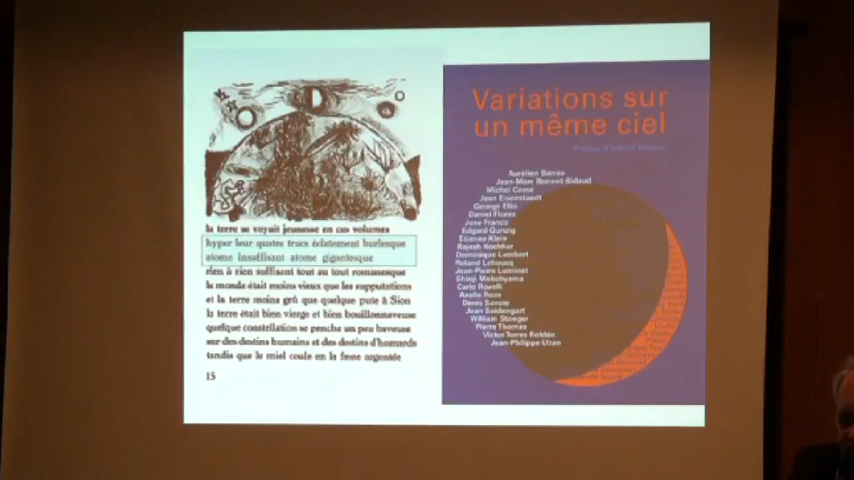 la terre se voyait jeunesse en ces volumes
hyper leur quatre trucs éclatement burlesque
atome insuffisant atome gigantesque
rien à rien suffisant tout au tout romanesque
le monde était moins vieux que les supputations
et la terre moins grû que quelque pute à Sion
la terre était bien vierge et bien bouillonnaveuse
quelque constellation se penche un peu baveuse
sur des destins humains et des destins d'homards
tandis que le miel coule en la fesse argentée
15
Variations sur
un même ciel
Aurélien Barrau
Jean-Marc Bonnet-Bidaud
Michel Cassé
Jean Eisenstaedt
George Ellis
Daniel Flores
José Franco
Edgard Gunzig
Étienne Klein
Rajesh Kochhar
Dominique Lambert
Roland Lehoucq
Jean-Pierre Luminet
Shinji Mukohyama
Carlo Rovelli
Axelle Roze
Denis Savoie
Jean Seidengart
William Stoeger
Pierre Thomas
Victor Torres Roldán
Jean-Philippe Uzan